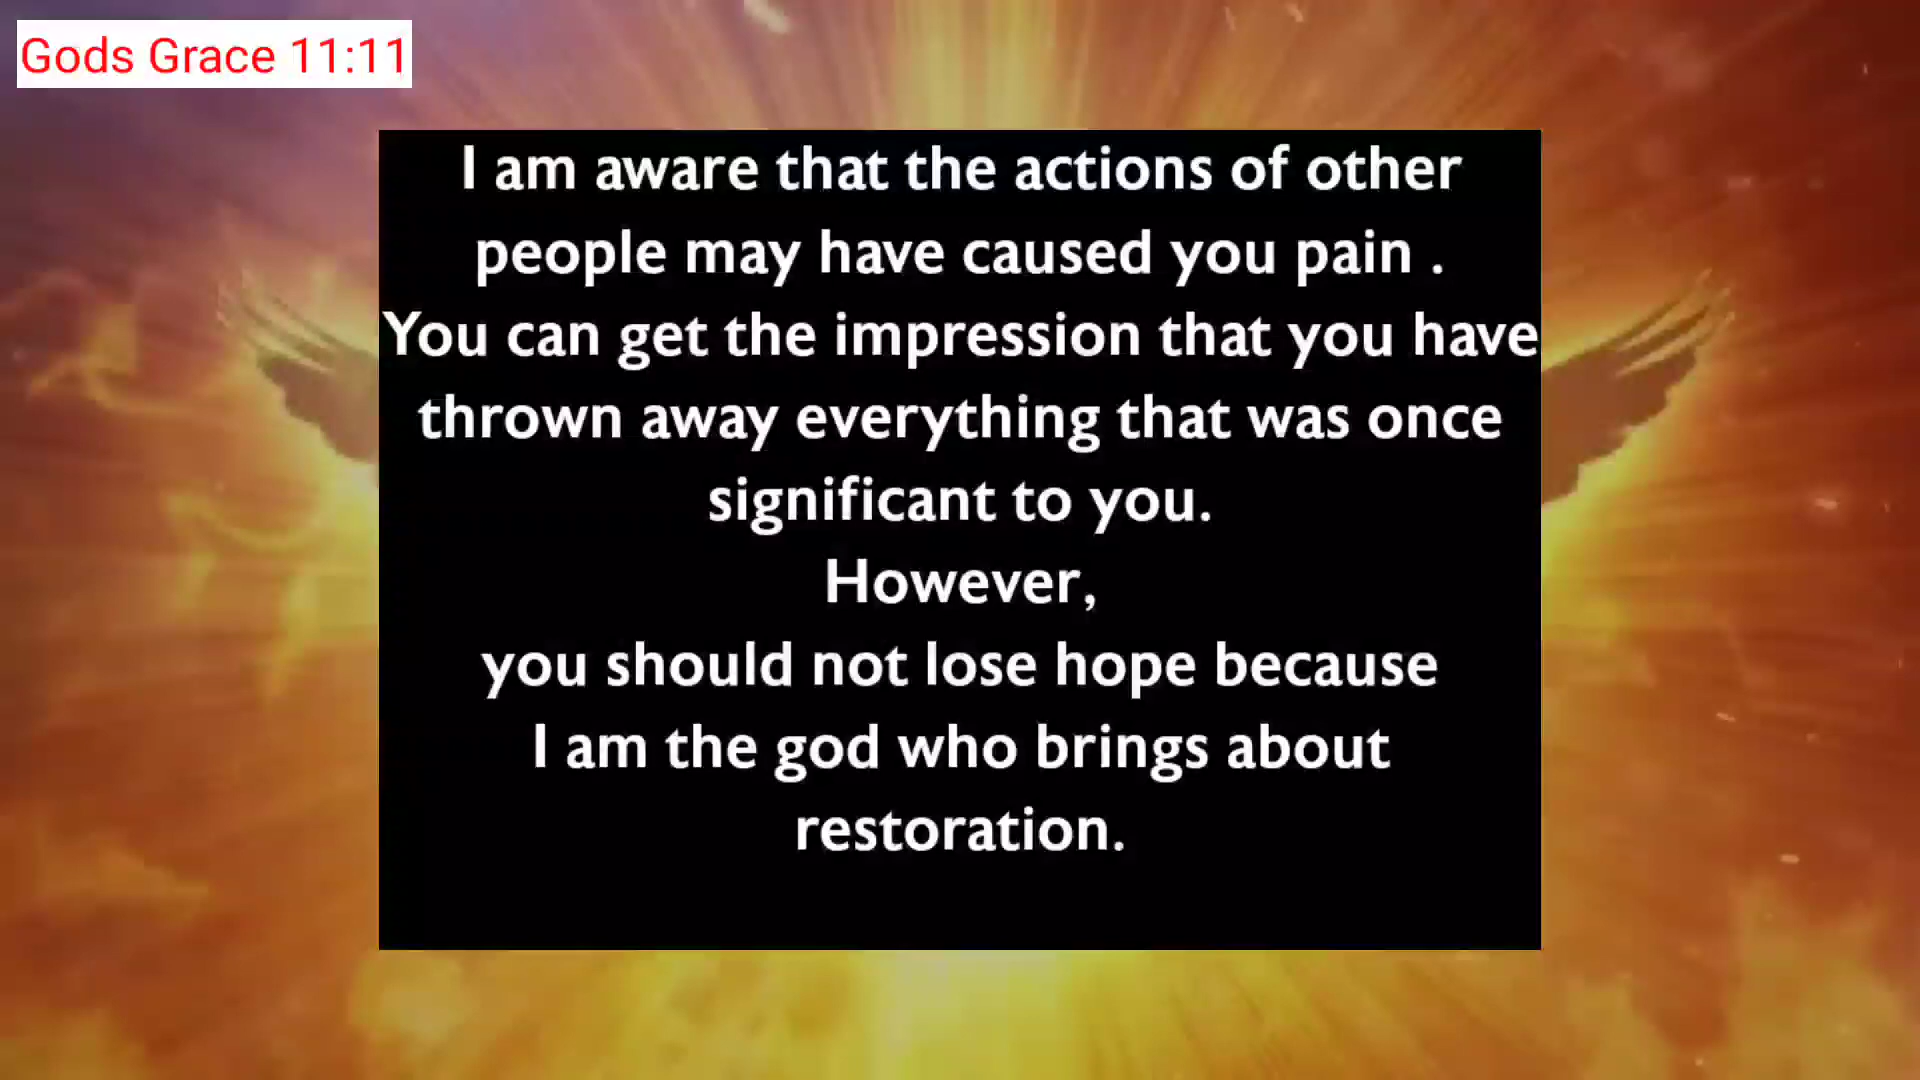 Gods Grace 11:11
I am aware that the actions of other
people may have caused you pain .
You can get the impression that you have
thrown away everything that was once
significant to you.
However,
you should not lose hope because
I am the god who brings about
restoration.